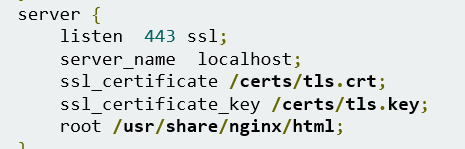 server {
    listen  443 ssl;
    server_name  localhost;
    ssl_certificate /certs/tls.crt;
    ssl_certificate_key /certs/tls.key;
    root /usr/share/nginx/html;